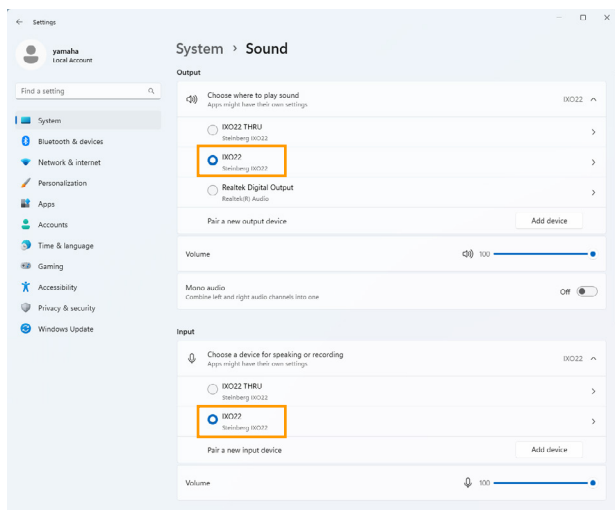 Settings
yamaha
Local Account
Find a setting
System
Bluetooth & devices
Network & internet
Personalization
Apps
Accounts
Time & language
Gaming
Accessibility
Privacy & security
Windows Update
System > Sound
Output
Choose where to play sound
Apps might have their own settings
IXO22
IXO22 THRU
Steinberg IXO22
IXO22
Steinberg IXO22
Realtek Digital Output
Realtek(R) Audio
Pair a new output device
Add device
Volume
100
Mono audio
Combine left and right audio channels into one
Off
Input
Choose a device for speaking or recording
Apps might have their own settings
IXO22
IXO22 THRU
Steinberg IXO22
IXO22
Steinberg IXO22
Pair a new input device
Add device
Volume
100